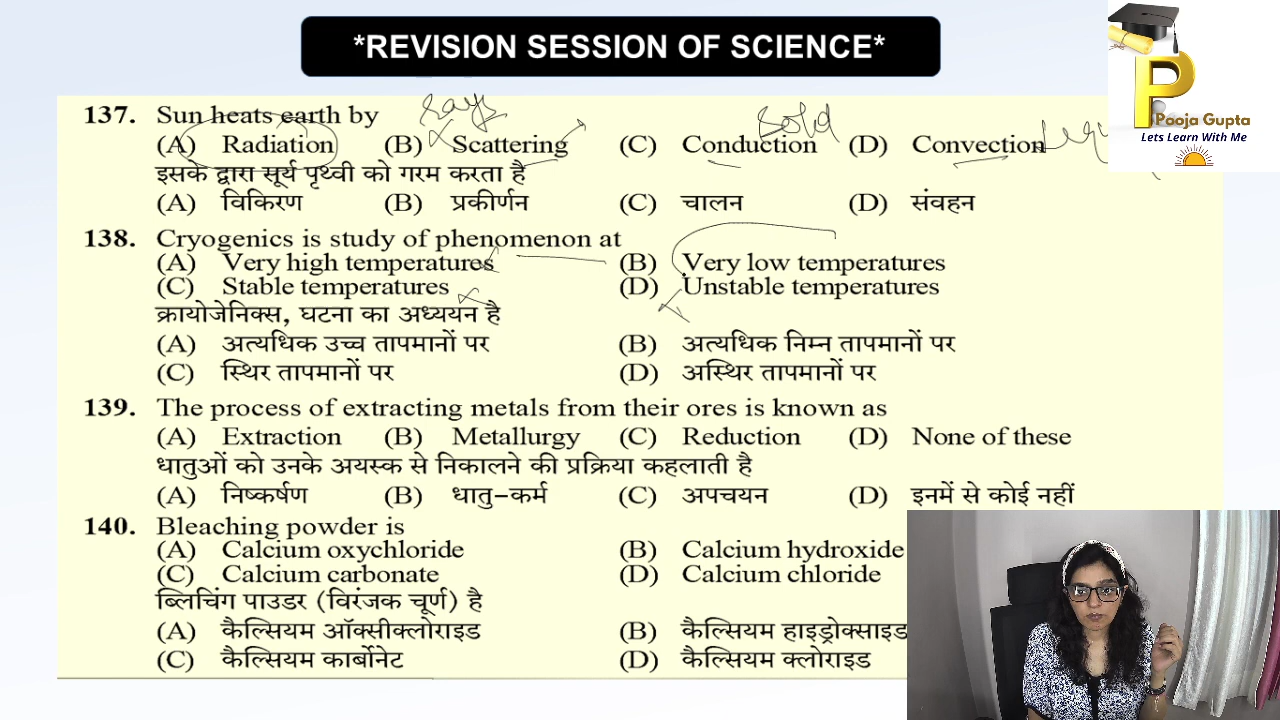 *REVISION SESSION OF SCIENCE*
P
Pooja Gupta
Lets Learn With Me
137. Sun heats earth by
rays
solid
(A) Radiation (B) Scattering (C) Conduction (D) Convection
इसके द्वारा सूर्य पृथ्वी को गरम करता है
(A) विकिरण (B) प्रकीर्णन (C) चालन (D) संवहन
138. Cryogenics is study of phenomenon at
(A) Very high temperatures (B) Very low temperatures
(C) Stable temperatures (D) Unstable temperatures
क्रायोजेनिक्स, घटना का अध्ययन है
(A) अत्यधिक उच्च तापमानों पर (B) अत्यधिक निम्न तापमानों पर
(C) स्थिर तापमानों पर (D) अस्थिर तापमानों पर
139. The process of extracting metals from their ores is known as
(A) Extraction (B) Metallurgy (C) Reduction (D) None of these
धातुओं को उनके अयस्क से निकालने की प्रक्रिया कहलाती है
(A) निष्कर्षण (B) धातु-कर्म (C) अपचयन (D) इनमें से कोई नहीं
140. Bleaching powder is
(A) Calcium oxychloride (B) Calcium hydroxide
(C) Calcium carbonate (D) Calcium chloride
ब्लिचिंग पाउडर (विरंजक चूर्ण) है
(A) कैल्सियम ऑक्सीक्लोराइड (B) कैल्सियम हाइड्रोक्साइड
(C) कैल्सियम कार्बोनेट (D) कैल्सियम क्लोराइड